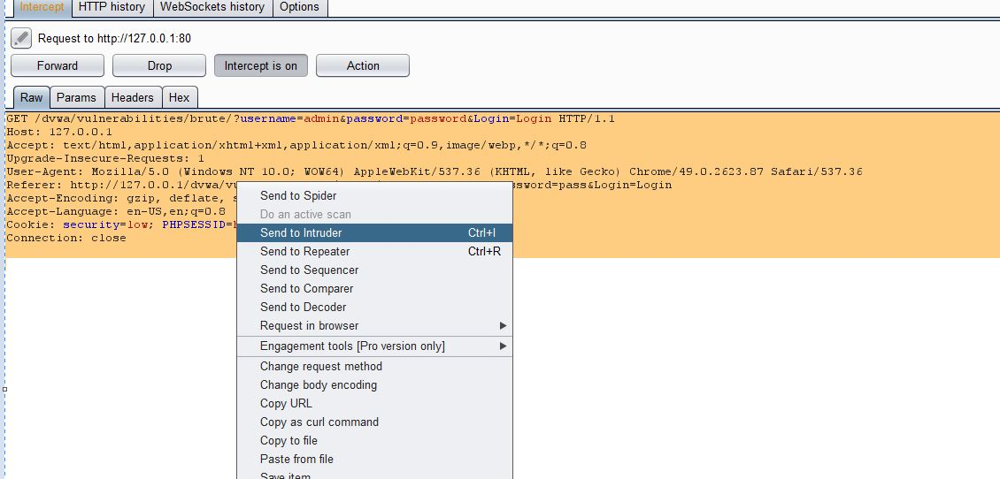 Intercept HTTP history WebSockets history Options
Request to http://127.0.0.1:80
Forward Drop Intercept is on Action
Raw Params Headers Hex
GET /dvwa/vulnerabilities/brute/?username=admin&password=password&Login=Login HTTP/1.1
Host: 127.0.0.1
Accept: text/html,application/xhtml+xml,application/xml;q=0.9,image/webp,*/*;q=0.8
Upgrade-Insecure-Requests: 1
User-Agent: Mozilla/5.0 (Windows NT 10.0; WOW64) AppleWebKit/537.36 (KHTML, like Gecko) Chrome/49.0.2623.87 Safari/537.36
Referer: http://127.0.0.1/dvwa/vu ssword=pass&Login=Login
Accept-Encoding: gzip, deflate, s
Accept-Language: en-US,en;q=0.8
Cookie: security=low; PHPSESSID=
Connection: close
Send to Spider
Do an active scan
Send to Intruder Ctrl+I
Send to Repeater Ctrl+R
Send to Sequencer
Send to Comparer
Send to Decoder
Request in browser
Engagement tools [Pro version only]
Change request method
Change body encoding
Copy URL
Copy as curl command
Copy to file
Paste from file
Save item